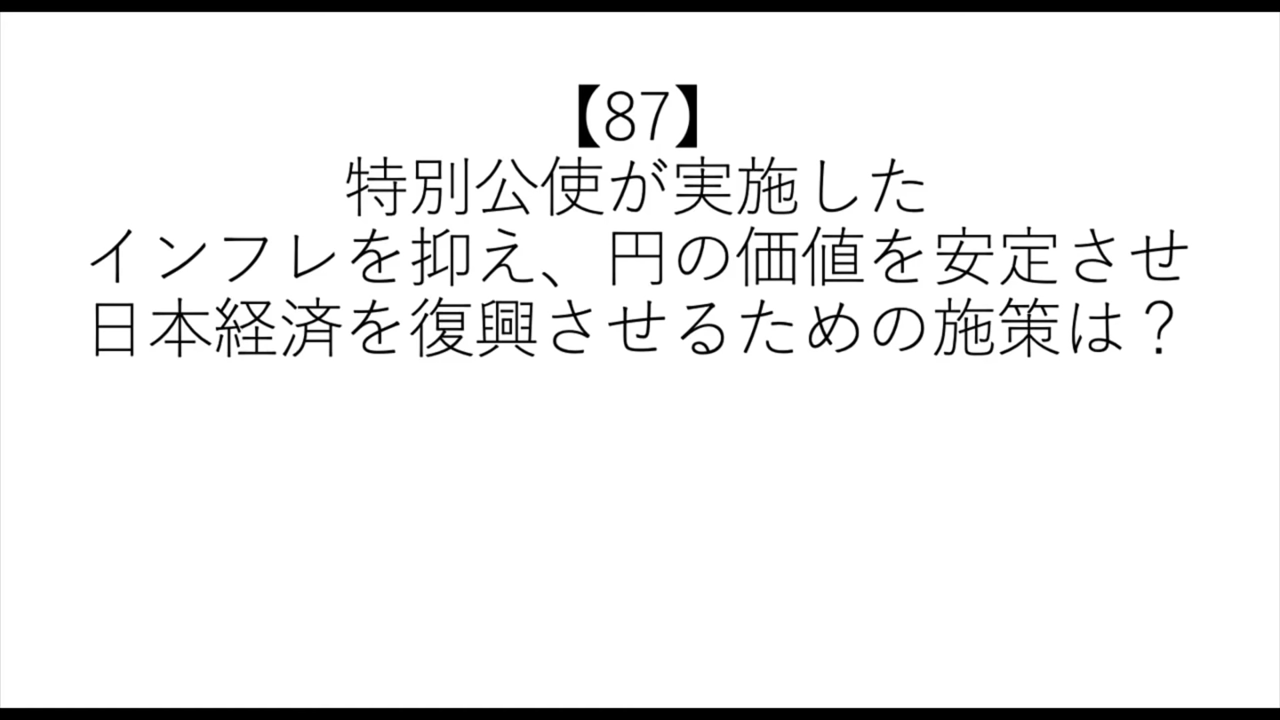 【87】
特別公使が実施した
インフレを抑え、円の価値を安定させ
日本経済を復興させるための施策は？